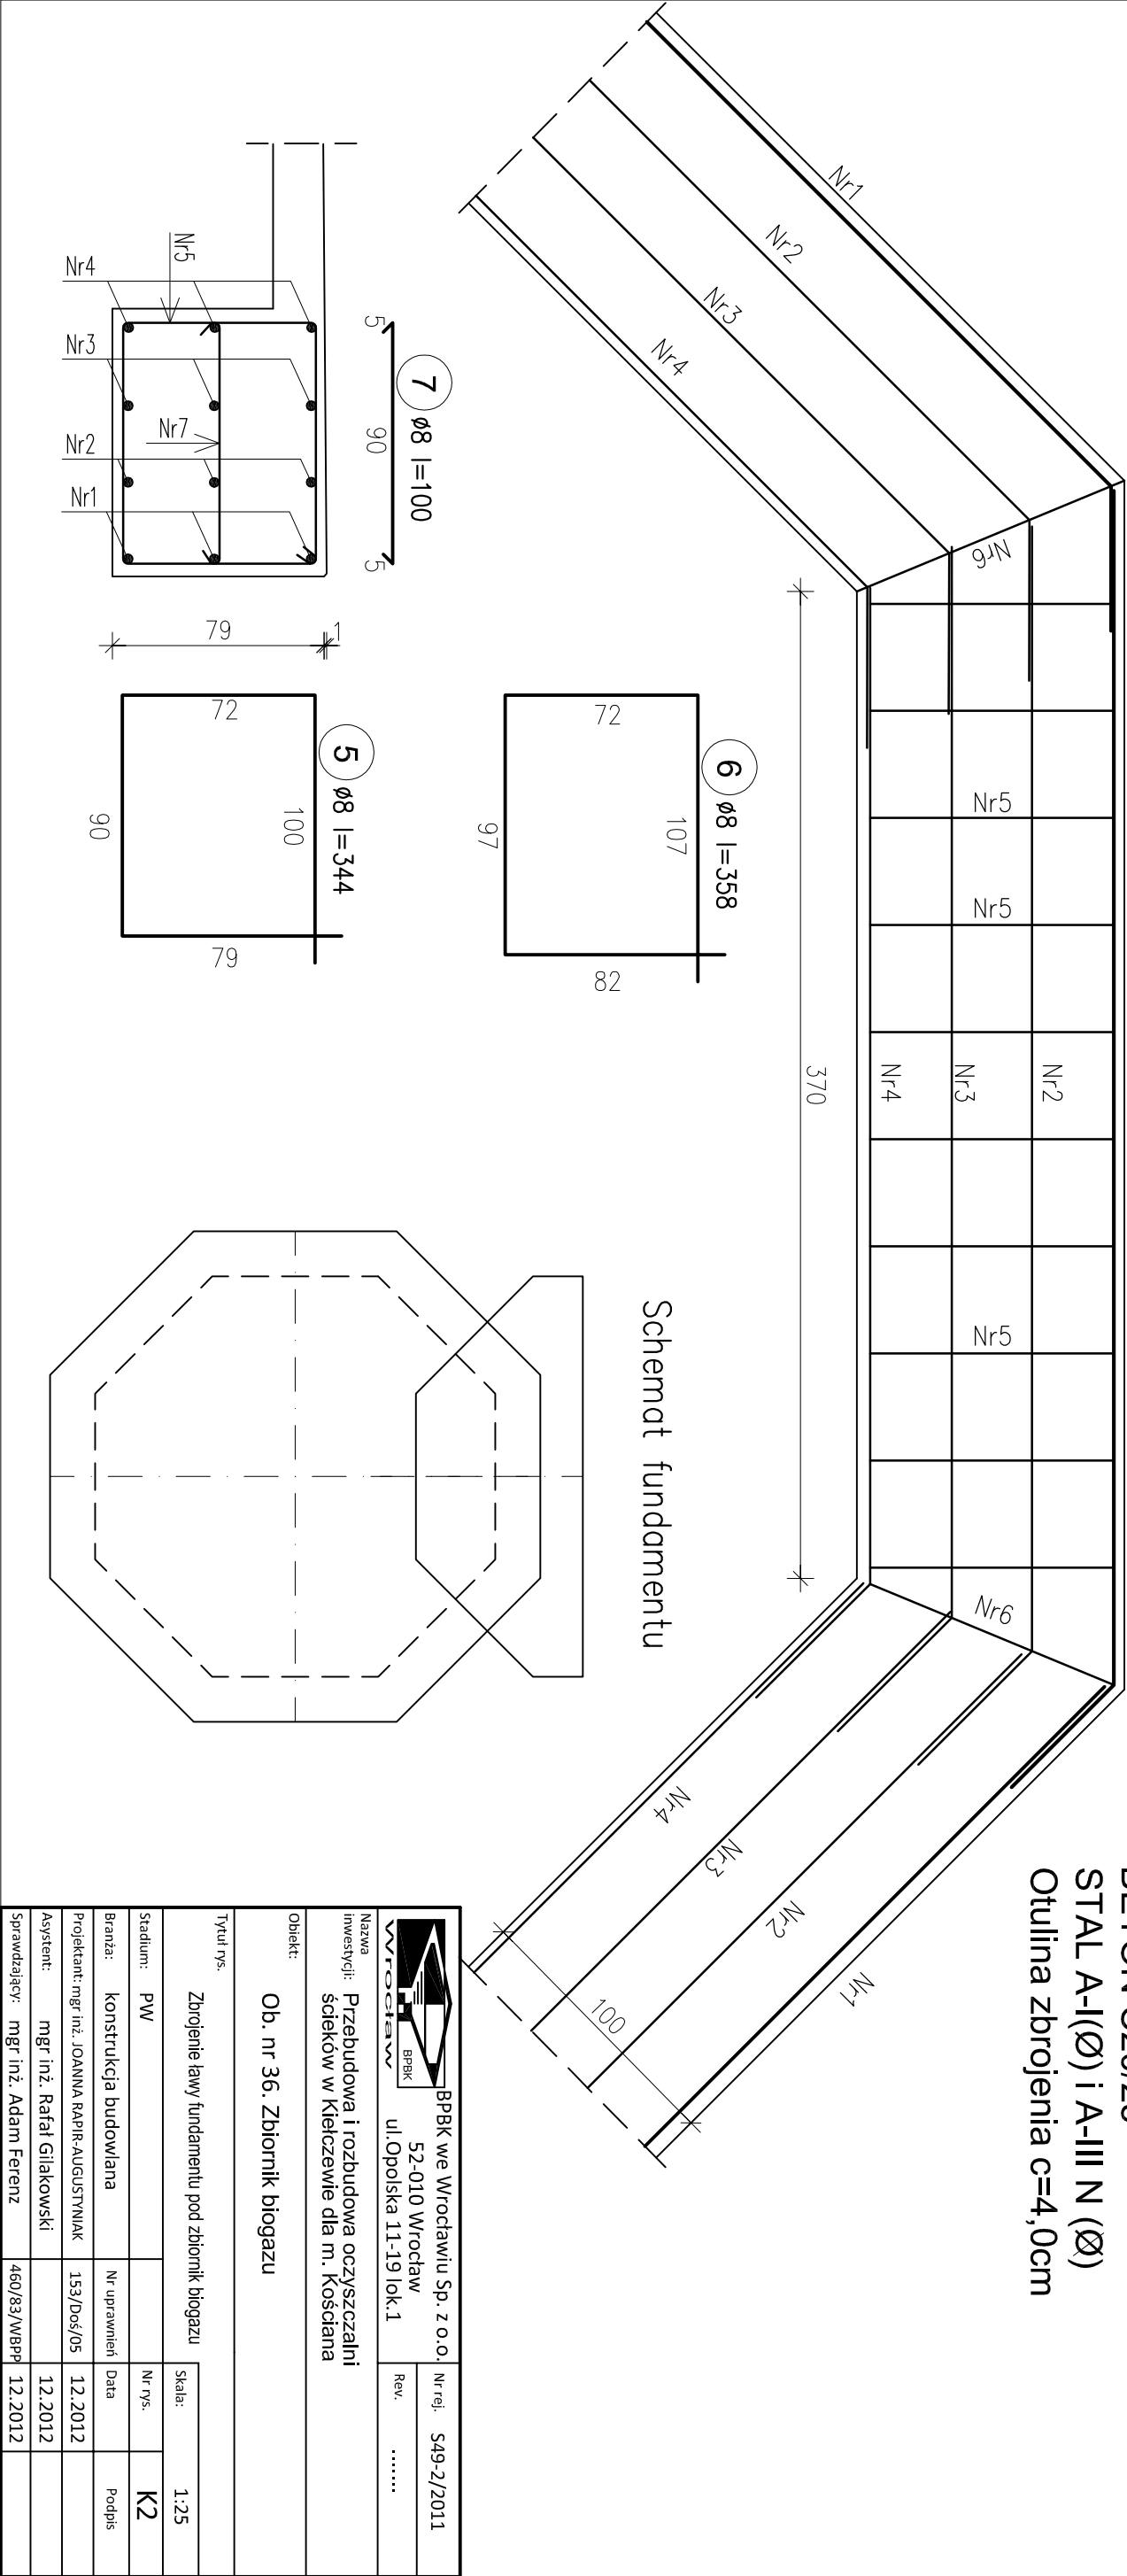 STAL A-I(Ø) i A-III N (Ø)
Otulina zbrojenia c=4,0cm
Nr1
Nr2
Nr3
Nr4
Nr6
Nr5
Nr5
Nr2
Nr3
Nr4
Nr5
Nr6
370
Nr1
Nr2
Nr3
Nr4
100
7 ø8 l=100
5
90
5
Nr5
Nr4
Nr3
Nr7
Nr2
Nr1
79
1
6 ø8 l=358
72
107
97
82
5 ø8 l=344
72
100
90
79
Schemat fundamentu
BPBK
Wrocław
BPBK we Wrocławiu Sp. z o.o.
52-010 Wrocław
ul.Opolska 11-19 lok.1
Nr rej. S49-2/2011
Rev. .......
Nazwa
inwestycji: Przebudowa i rozbudowa oczyszczalni
ścieków w Kiełczewie dla m. Kościana
Obiekt:
Ob. nr 36. Zbiornik biogazu
Tytuł rys.
Zbrojenie ławy fundamentu pod zbiornik biogazu
Skala: 1:25
Stadium: PW
Nr rys. K2
Branża: konstrukcja budowlana
Nr uprawnień
Data
Podpis
Projektant: mgr inż. JOANNA RAPIR-AUGUSTYNIAK 153/Doś/05 12.2012
Asystent: mgr inż. Rafał Gilakowski 12.2012
Sprawdzający: mgr inż. Adam Ferenz 460/83/WBPP 12.2012